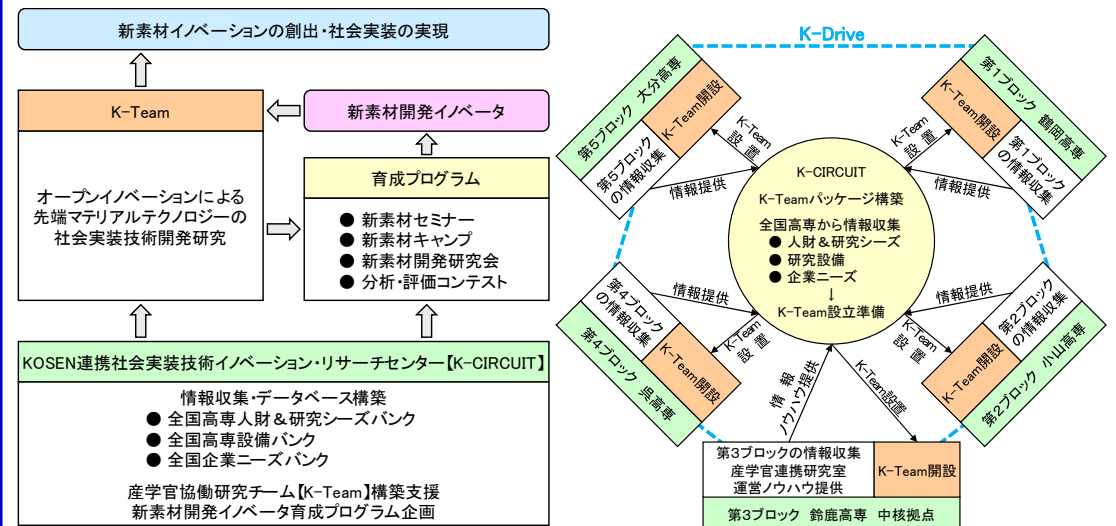 新素材イノベーションの創出・社会実装の実現
K-Team
オープンイノベーションによる
先端マテリアルテクノロジーの
社会実装技術開発研究
新素材開発イノベータ
育成プログラム
● 新素材セミナー
● 新素材キャンプ
● 新素材開発研究会
● 分析・評価コンテスト
KOSEN連携社会実装技術イノベーション・リサーチセンター【K-CIRCUIT】
情報収集・データベース構築
● 全国高専人財&研究シーズバンク
● 全国高専設備バンク
● 全国企業ニーズバンク
産学官協働研究チーム【K-Team】構築支援
新素材開発イノベータ育成プログラム企画
K-Drive
第5ブロック 大分高専
K-Team開設
第5ブロック
の情報収集
K-Team
設置
情報提供
第1ブロック 鶴岡高専
K-Team開設
第1ブロック
の情報収集
K-Team
設置
情報提供
K-CIRCUIT
K-Teamパッケージ構築
全国高専から情報収集
● 人財&研究シーズ
● 研究設備
● 企業ニーズ
↓
K-Team設立準備
第4ブロック
の情報収集
K-Team開設
第4ブロック 呉高専
情報提供
K-Team
設置
第2ブロック
の情報収集
K-Team開設
第2ブロック 小山高専
情報提供
K-Team
設置
情報
ノウハウ提供
K-Team設置
第3ブロックの情報収集
産学官連携研究室
運営ノウハウ提供
K-Team開設
第3ブロック 鈴鹿高専 中核拠点